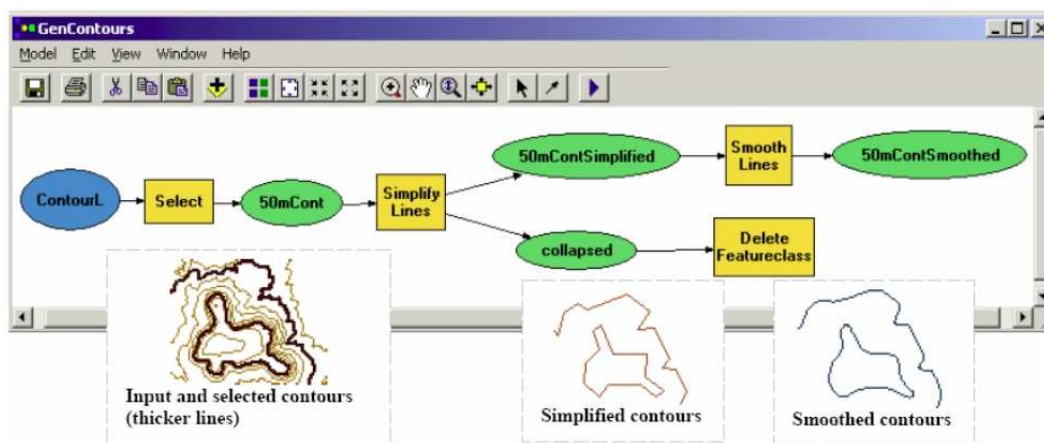 GenContours
Model Edit View Window Help
ContourL
Select
50mCont
Simplify
Lines
50mContSimplified
Smooth
Lines
50mContSmoothed
collapsed
Delete
Featureclass
Input and selected contours
(thicker lines)
Simplified contours
Smoothed contours